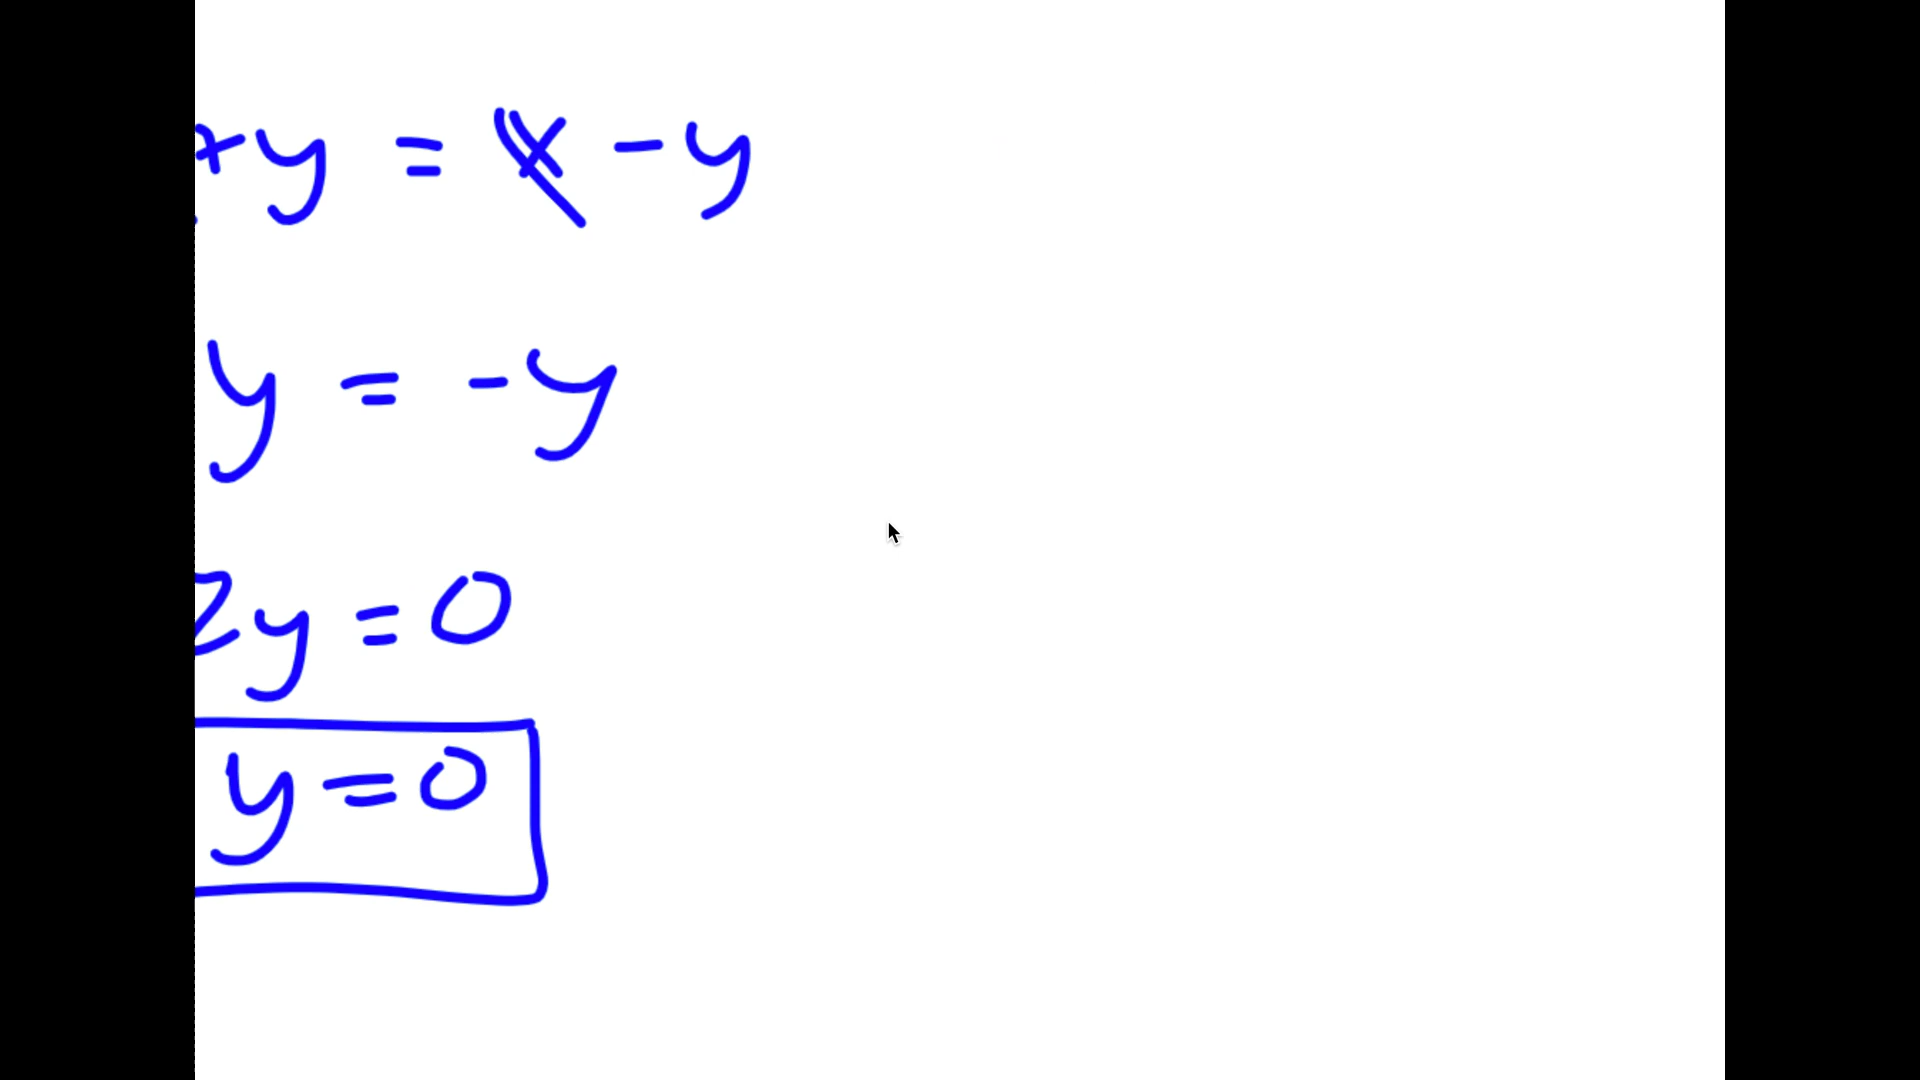 +y = x - y
y = -y
2y = 0
y = 0